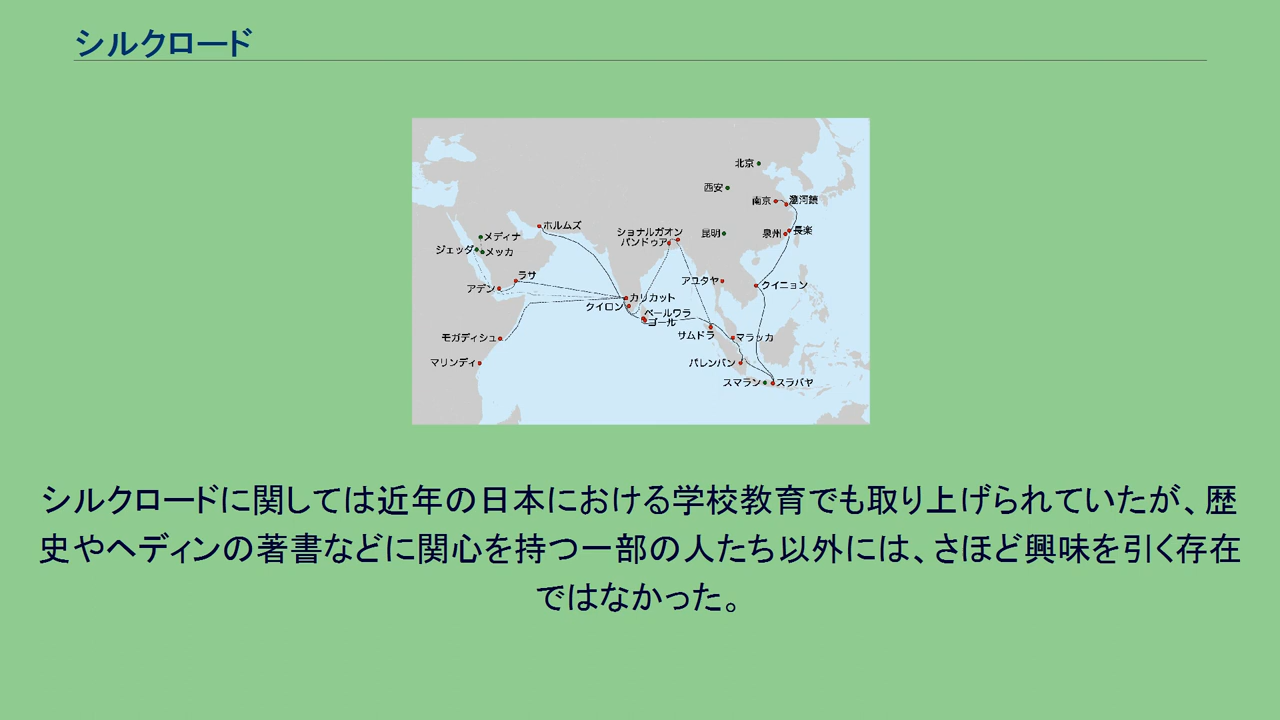 シルクロード
北京
西安
南京
瀏河鎮
ホルムズ
ショナルガオン
パンドゥア
昆明
泉州
長楽
メディナ
ジェッダ
メッカ
ラサ
アデン
アユタヤ
クイニョン
カリカット
クイロン
ベールワラ
ゴール
サムドラ
マラッカ
モガディシュ
マリンディ
パレンバン
スマラン
スラバヤ
シルクロードに関しては近年の日本における学校教育でも取り上げられていたが、歴
史やヘディンの著書などに関心を持つ一部の人たち以外には、さほど興味を引く存在
ではなかった。